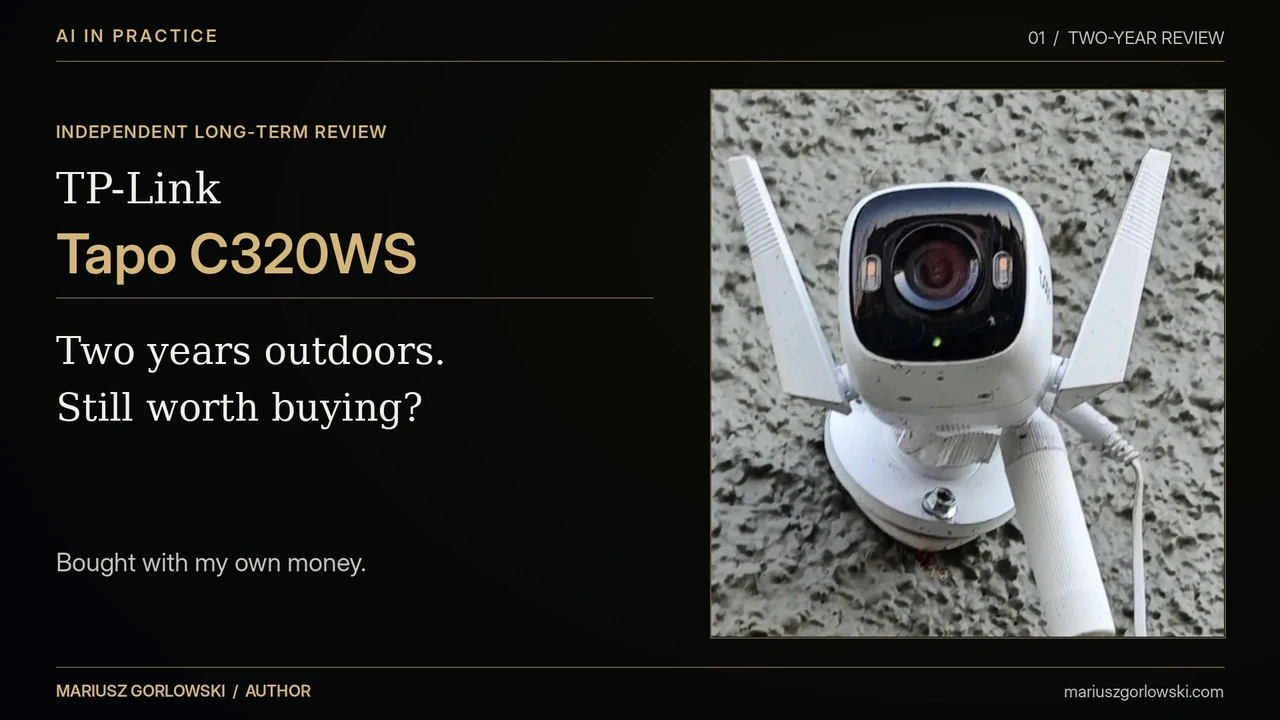 AI IN PRACTICE
01 / TWO-YEAR REVIEW
INDEPENDENT LONG-TERM REVIEW
TP-Link
Tapo C320WS
Two years outdoors.
Still worth buying?
Bought with my own money.
MARIUSZ GORLOWSKI / AUTHOR
mariuszgorlowski.com